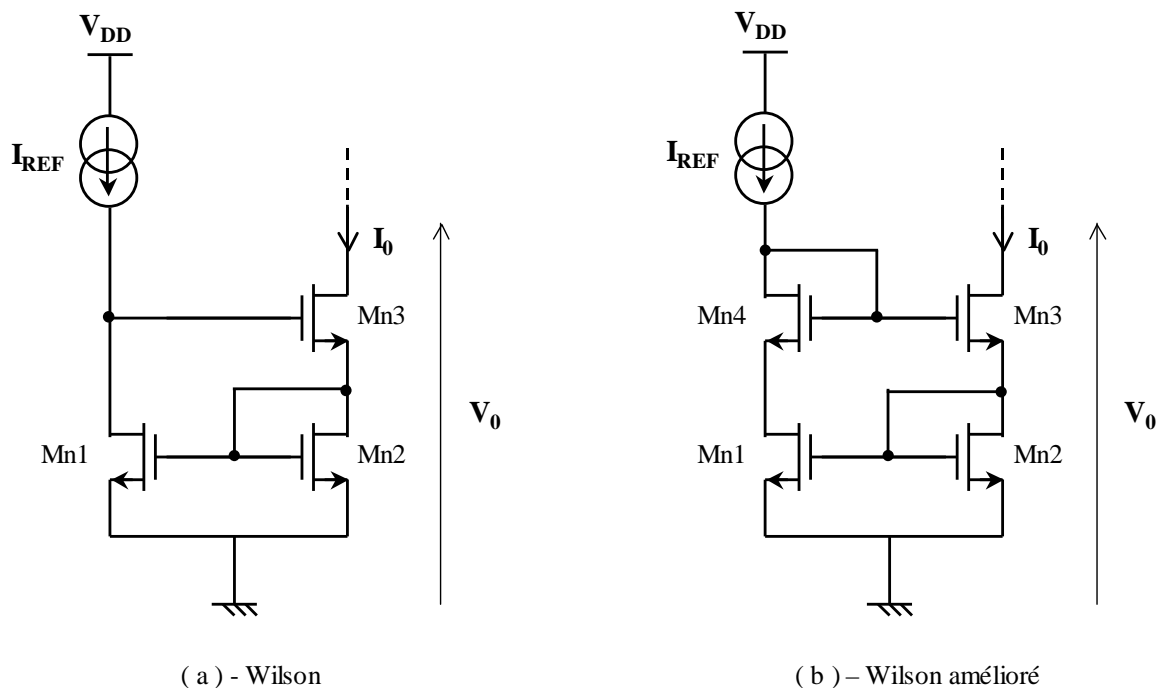 V_DD
I_REF
I_0
Mn3
Mn1
Mn2
V_0
( a ) - Wilson
V_DD
I_REF
I_0
Mn4
Mn3
Mn1
Mn2
V_0
( b ) – Wilson amélioré